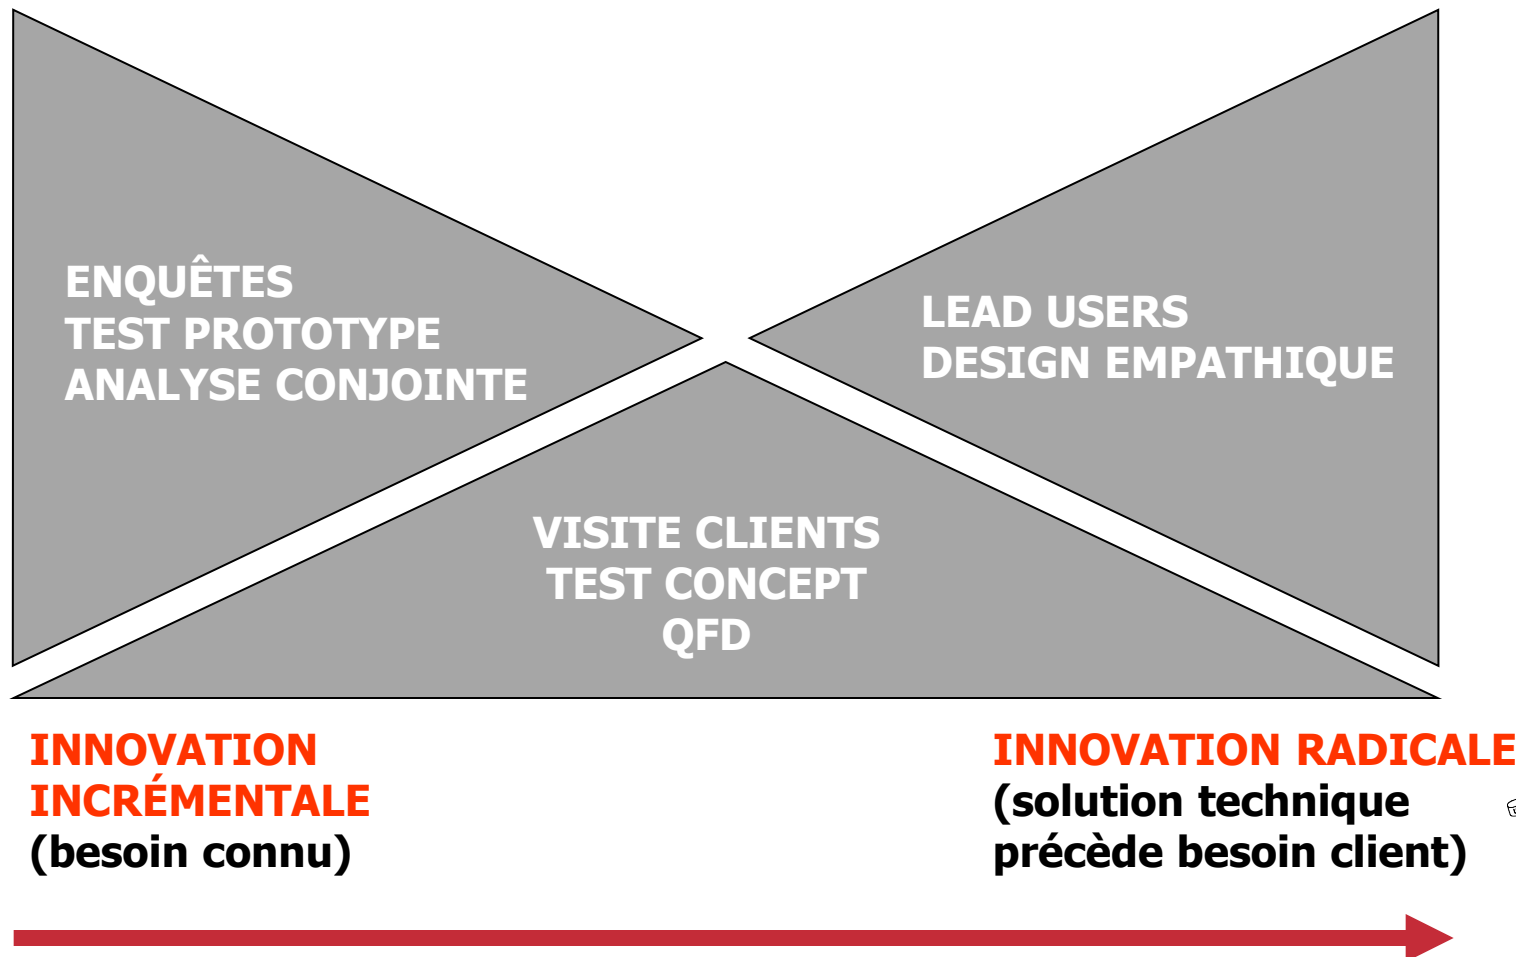 ENQUÊTES
TEST PROTOTYPE
ANALYSE CONJOINTE
LEAD USERS
DESIGN EMPATHIQUE
VISITE CLIENTS
TEST CONCEPT
QFD
INNOVATION
INCRÉMENTALE
(besoin connu)
INNOVATION RADICALE
(solution technique
précède besoin client)